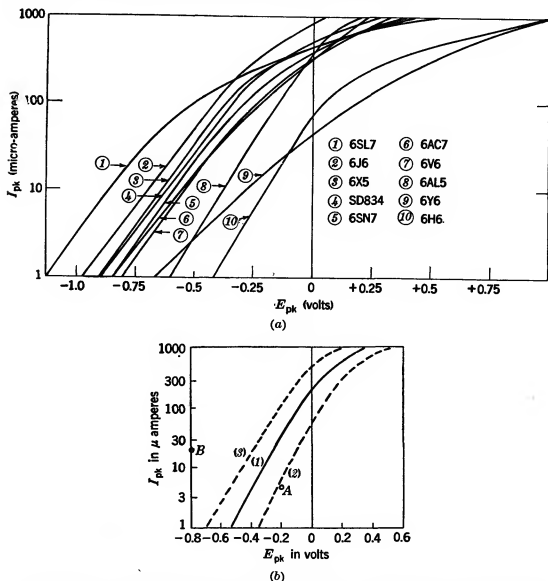 1000
100
10
1
I_pk (micro-amperes)
① ② ③ ④ ⑤ ⑥ ⑦ ⑧ ⑨ ⑩
① 6SL7 ⑥ 6AC7
② 6J6 ⑦ 6V6
③ 6X5 ⑧ 6AL5
④ SD834 ⑨ 6Y6
⑤ 6SN7 ⑩ 6H6
-1.0 -0.75 -0.5 -0.25 0 +0.25 +0.5 +0.75
E_pk (volts)
(a)
1000
300
100
30
10
3
1
I_pk in μ amperes
B
(3)
(1)
(2)
A
-0.8 -0.6 -0.4 -0.2 0 0.2 0.4 0.6
E_pk in volts
(b)